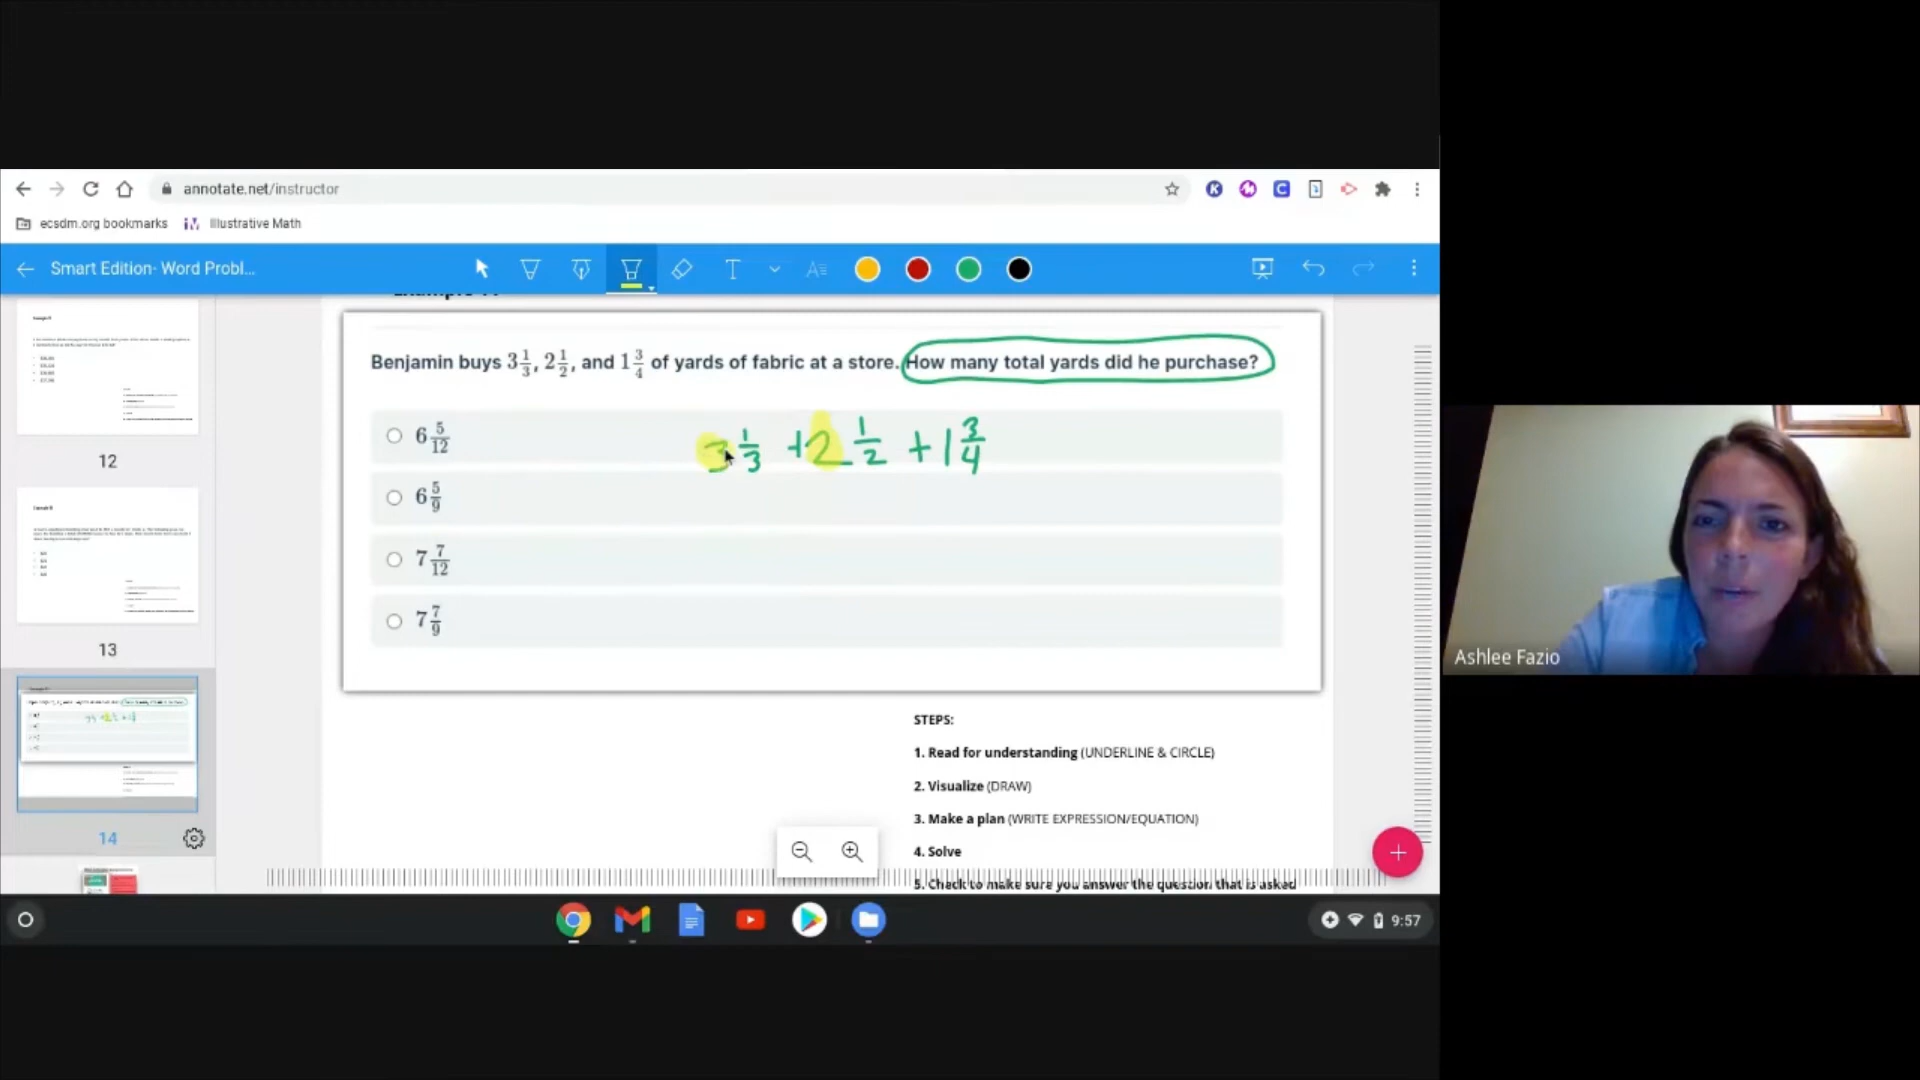 annotate.net/instructor
ecsdm.org bookmarks Illustrative Math
Smart Edition- Word Probl...
Benjamin buys 3 1/3, 2 1/2, and 1 3/4 of yards of fabric at a store. How many total yards did he purchase?
3 1/3 + 2 1/2 + 1 3/4
6 5/12
6 5/9
7 7/12
7 7/9
12
13
14
STEPS:
1. Read for understanding (UNDERLINE & CIRCLE)
2. Visualize (DRAW)
3. Make a plan (WRITE EXPRESSION/EQUATION)
4. Solve
5. Check to make sure you answer the question that is asked
9:57
Ashlee Fazio